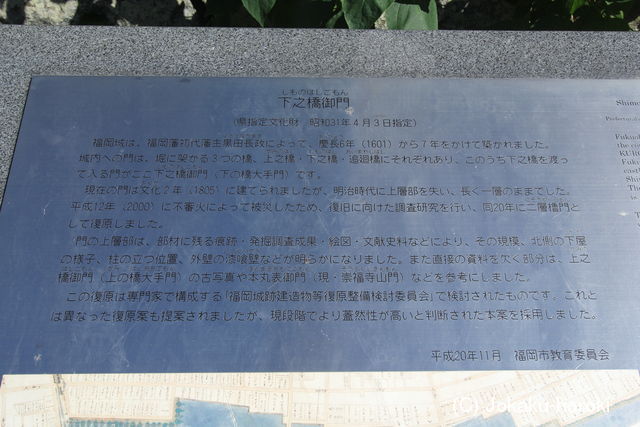 しものはしごもん
下之橋御門
(県指定文化財　昭和31年4月3日指定)
福岡城は、福岡藩初代藩主黒田長政によって、慶長6年(1601)から7年をかけて築かれました。
城内への門は、堀に架かる3つの橋、上之橋・下之橋・追廻橋にそれぞれあり、このうち下之橋を渡っ
て入る門がここ下之橋御門(下の橋大手門)です。
現在の門は文化2年(1805)に建てられましたが、明治時代に上層部を失い、長く一層のままでした。
平成12年(2000)に不審火によって被災したため、復旧に向けた調査研究を行い、同20年に二層櫓門と
して復原しました。
門の上層部は、部材に残る痕跡・発掘調査成果・絵図・文献史料などにより、その規模、北側の下屋
の様子、柱の立つ位置、外壁の漆喰壁などが明らかになりました。また直接の資料を欠く部分は、上之
橋御門(上の橋大手門)の古写真や本丸表御門(現・崇福寺山門)などを参考にしました。
この復原は専門家で構成する「福岡城跡建造物等復原整備検討委員会」で検討されたものです。これと
は異なった復原案も提案されましたが、現段階でより蓋然性が高いと判断された本案を採用しました。
平成20年11月　福岡市教育委員会
Shimo
Prefectural
Fukuo
the co
KURO
Fuku
castl
Shi
The
is
(C) Jokaku-hotoki